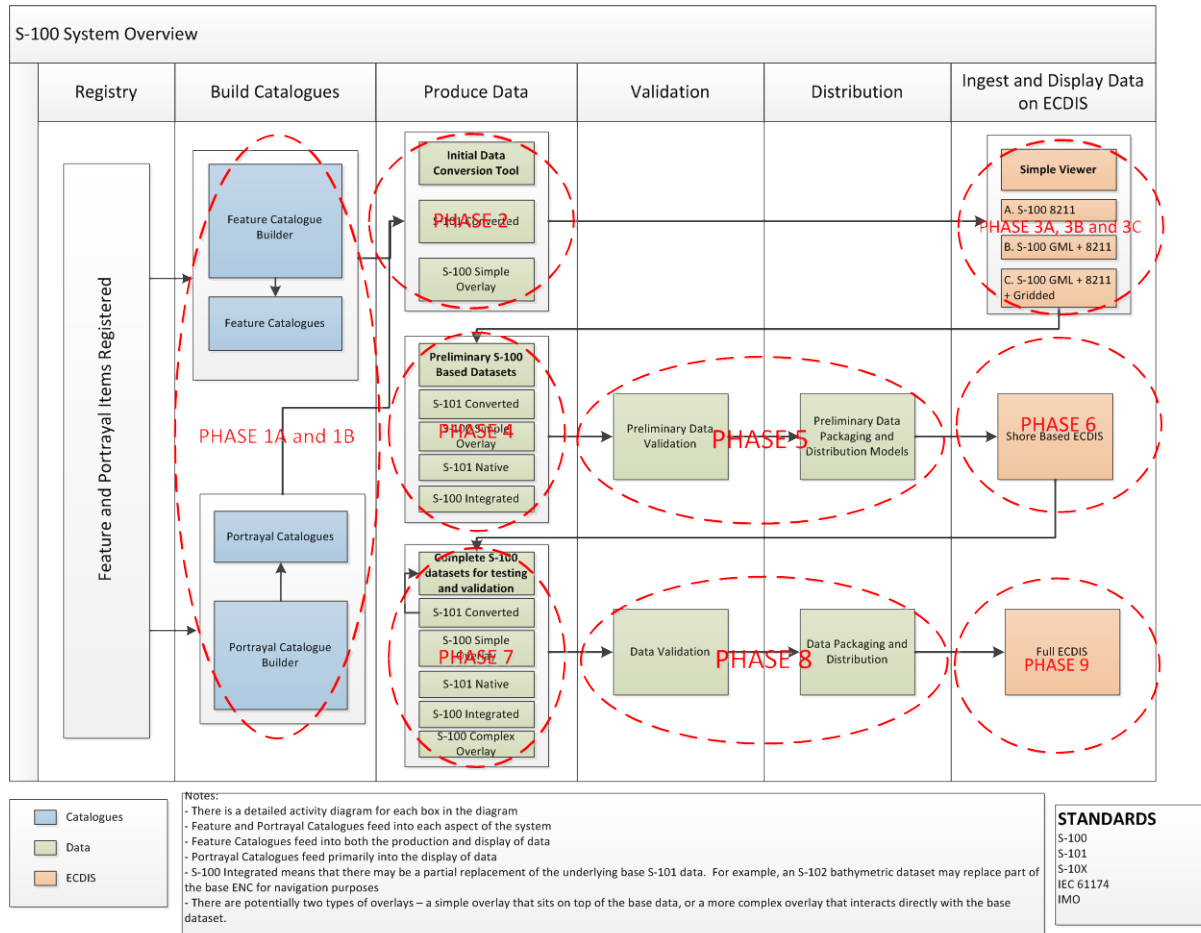 S-100 System Overview
Registry
Build Catalogues
Produce Data
Validation
Distribution
Ingest and Display Data
on ECDIS
Feature and Portrayal Items Registered
Feature Catalogue
Builder
Feature Catalogues
PHASE 1A and 1B
Portrayal Catalogues
Portrayal Catalogue
Builder
Initial Data
Conversion Tool
S-101 Converted
PHASE 2
S-100 Simple
Overlay
Simple Viewer
A. S-100 8211
PHASE 3A, 3B and 3C
B. S-100 GML + 8211
C. S-100 GML + 8211
+ Gridded
Preliminary S-100
Based Datasets
S-101 Converted
S-100 Simple
Overlay
PHASE 4
S-101 Native
S-100 Integrated
Preliminary Data
Validation
PHASE 5
Preliminary Data
Packaging and
Distribution Models
PHASE 6
Shore Based ECDIS
Complete S-100
datasets for testing
and validation
S-101 Converted
S-100 Simple
Overlay
PHASE 7
S-101 Native
S-100 Integrated
S-100 Complex
Overlay
Data Validation
PHASE 8
Data Packaging and
Distribution
Full ECDIS
PHASE 9
Catalogues
Data
ECDIS
Notes:
- There is a detailed activity diagram for each box in the diagram
- Feature and Portrayal Catalogues feed into each aspect of the system
- Feature Catalogues feed into both the production and display of data
- Portrayal Catalogues feed primarily into the display of data
- S-100 Integrated means that there may be a partial replacement of the underlying base S-101 data.  For example, an S-102 bathymetric dataset may replace part of
the base ENC for navigation purposes
- There are potentially two types of overlays – a simple overlay that sits on top of the base data, or a more complex overlay that interacts directly with the base
dataset.
STANDARDS
S-100
S-101
S-10X
IEC 61174
IMO